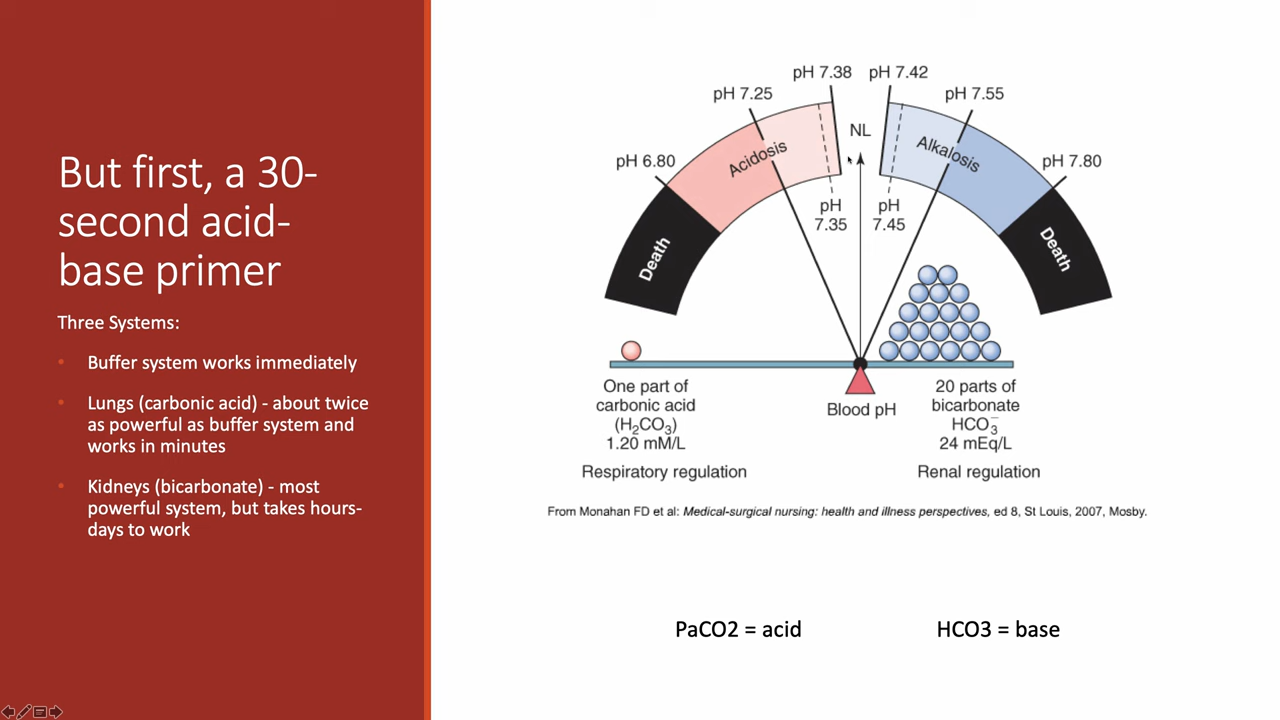 But first, a 30-
second acid-
base primer
Three Systems:
• Buffer system works immediately
• Lungs (carbonic acid) - about twice
as powerful as buffer system and
works in minutes
• Kidneys (bicarbonate) - most
powerful system, but takes hours-
days to work
pH 7.38
pH 7.42
pH 7.25
pH 7.55
pH 6.80
pH 7.80
NL
Acidosis
Alkalosis
pH
7.35
pH
7.45
Death
Death
One part of
carbonic acid
(H₂CO₃)
1.20 mM/L
Respiratory regulation
Blood pH
20 parts of
bicarbonate
HCO₃⁻
24 mEq/L
Renal regulation
From Monahan FD et al: Medical-surgical nursing: health and illness perspectives, ed 8, St Louis, 2007, Mosby.
PaCO2 = acid
HCO3 = base